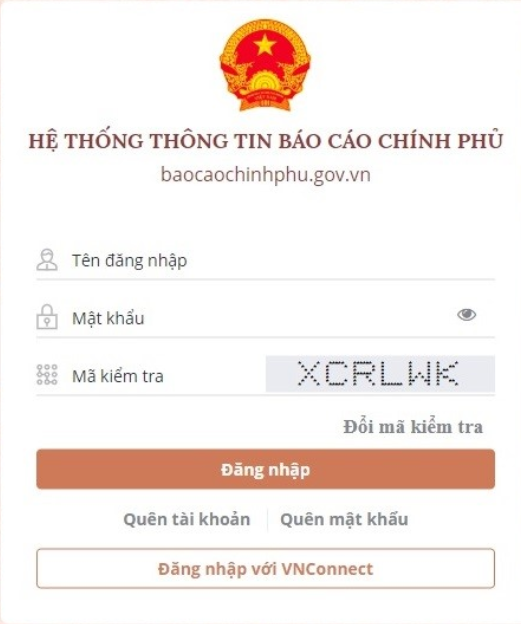 HỆ THỐNG THÔNG TIN BÁO CÁO CHÍNH PHỦ
baocaochinhphu.gov.vn
Tên đăng nhập
Mật khẩu
Mã kiểm tra XCRLWK
Đổi mã kiểm tra
Đăng nhập
Quên tài khoản Quên mật khẩu
Đăng nhập với VNConnect